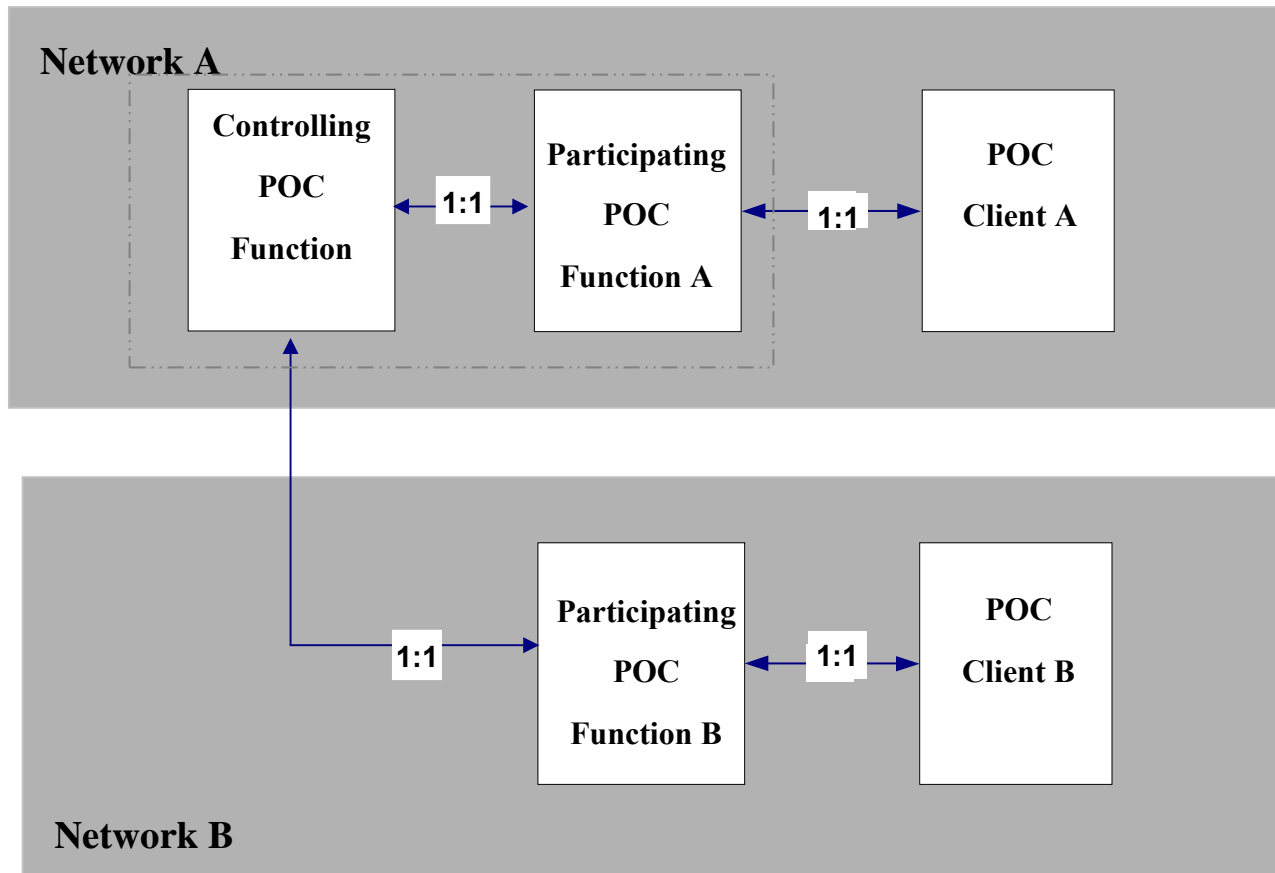 Network A
Controlling
POC
Function
1:1
Participating
POC
Function A
1:1
POC
Client A
1:1
Participating
POC
Function B
1:1
POC
Client B
Network B